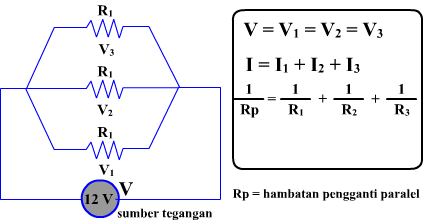 R₁
V₃
R₁
V₂
R₁
V₁
12 V
V
sumber tegangan
V = V₁ = V₂ = V₃
I = I₁ + I₂ + I₃
1/Rp = 1/R₁ + 1/R₂ + 1/R₃
Rp = hambatan pengganti paralel